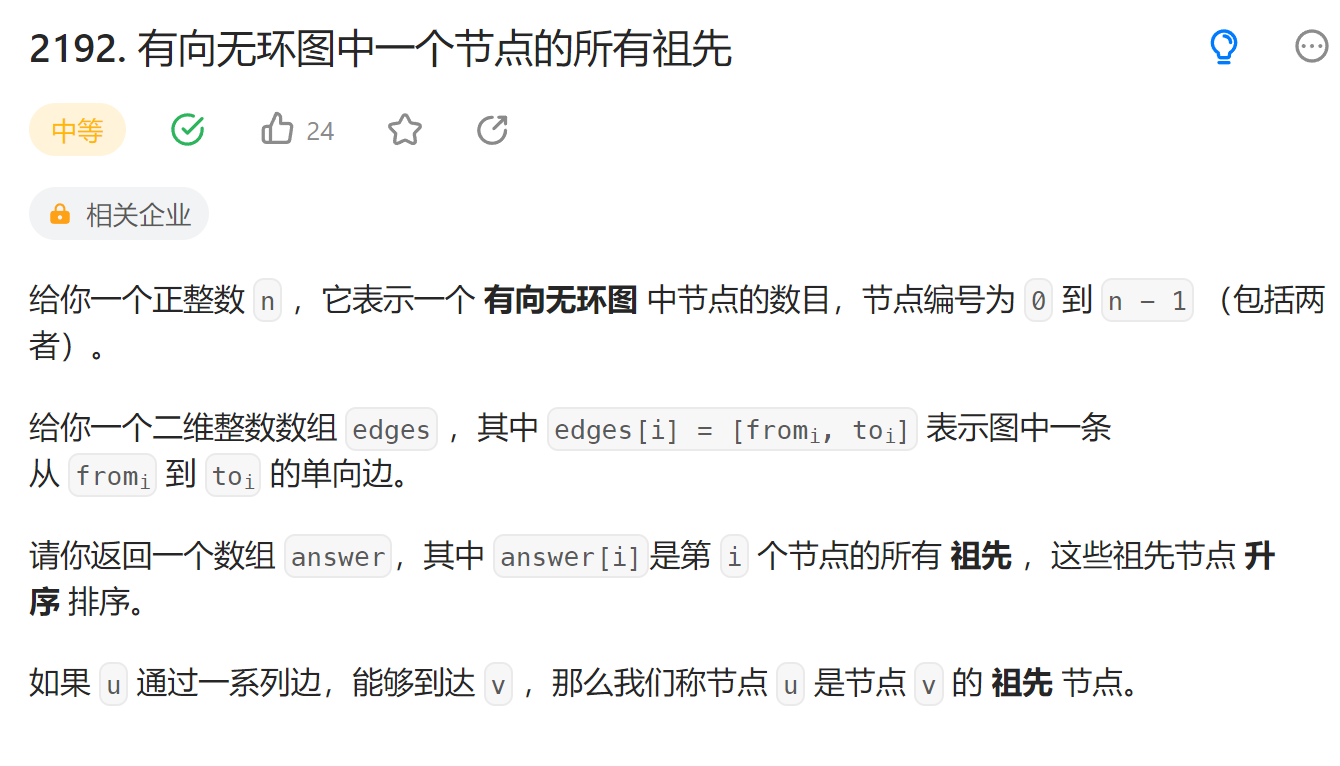 2192. 有向无环图中一个节点的所有祖先
中等 24
相关企业
给你一个正整数 n ，它表示一个 有向无环图 中节点的数目，节点编号为 0 到 n - 1 （包括两
者）。
给你一个二维整数数组 edges ，其中 edges[i] = [fromi, toi] 表示图中一条
从 fromi 到 toi 的单向边。
请你返回一个数组 answer，其中 answer[i]是第 i 个节点的所有 祖先 ，这些祖先节点 升
序 排序。
如果 u 通过一系列边，能够到达 v ，那么我们称节点 u 是节点 v 的 祖先 节点。